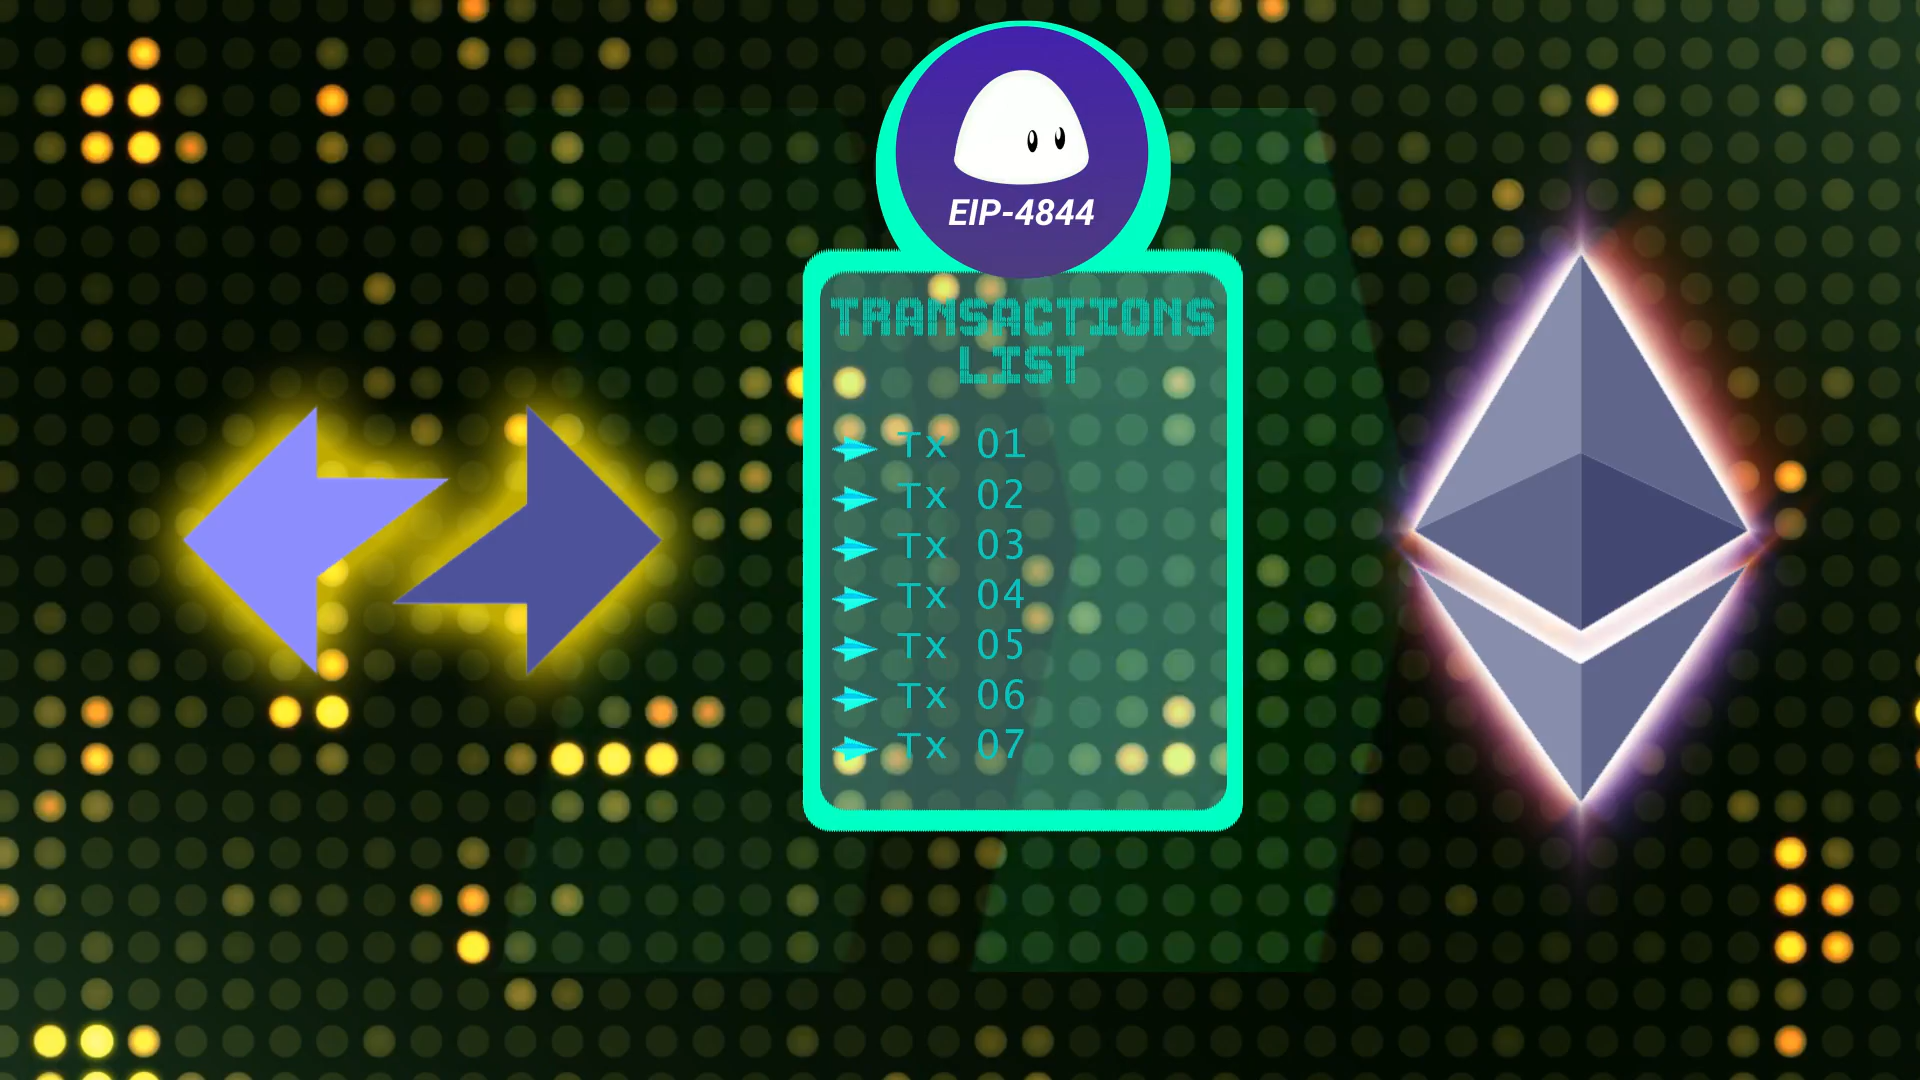 EIP-4844
TRANSACTIONS
LIST
Tx 01
Tx 02
Tx 03
Tx 04
Tx 05
Tx 06
Tx 07